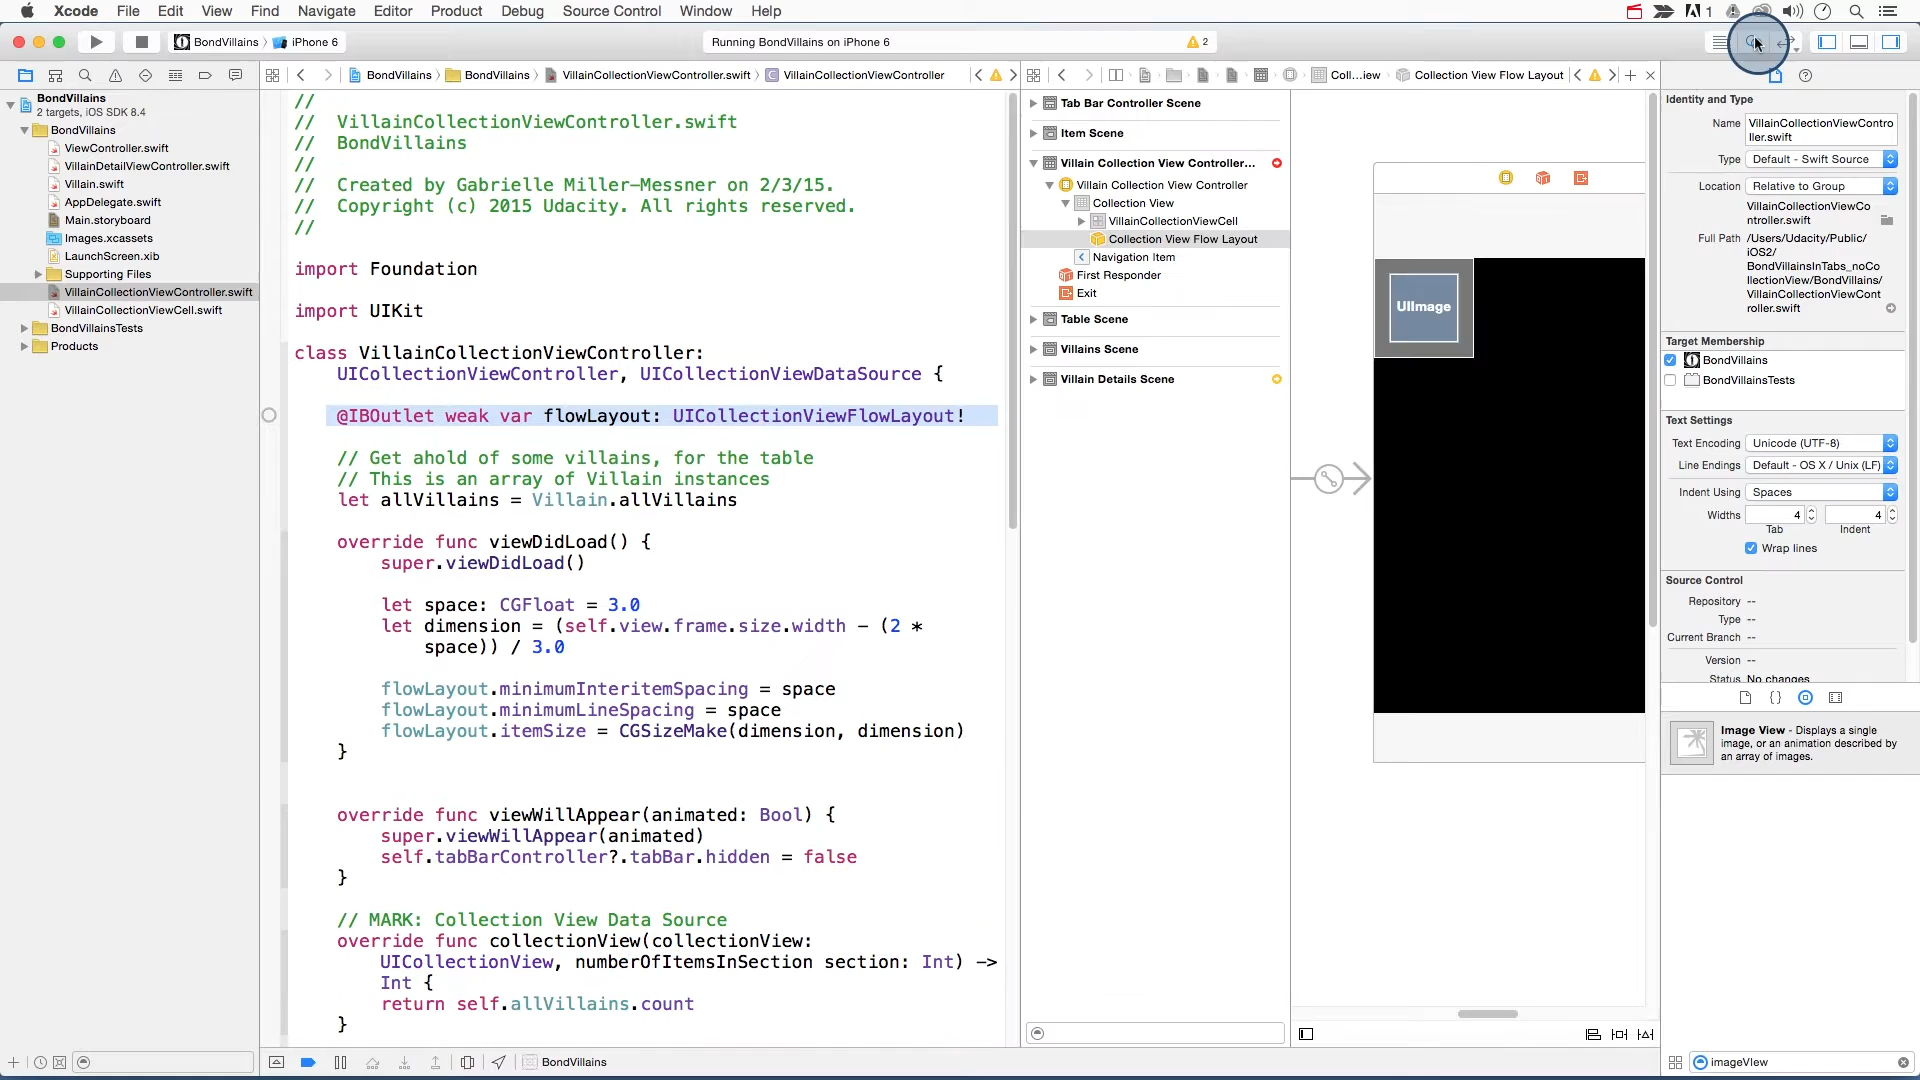 Xcode File Edit View Find Navigate Editor Product Debug Source Control Window Help
1
BondVillains iPhone 6
Running BondVillains on iPhone 6
2
BondVillains BondVillains VillainCollectionViewController.swift VillainCollectionViewController
Coll...iew Collection View Flow Layout
BondVillains
2 targets, iOS SDK 8.4
BondVillains
ViewController.swift
VillainDetailViewController.swift
Villain.swift
AppDelegate.swift
Main.storyboard
Images.xcassets
LaunchScreen.xib
Supporting Files
VillainCollectionViewController.swift
VillainCollectionViewCell.swift
BondVillainsTests
Products
//
// VillainCollectionViewController.swift
// BondVillains
//
// Created by Gabrielle Miller-Messner on 2/3/15.
// Copyright (c) 2015 Udacity. All rights reserved.
//
import Foundation
import UIKit
class VillainCollectionViewController:
UICollectionViewController, UICollectionViewDataSource {
@IBOutlet weak var flowLayout: UICollectionViewFlowLayout!
// Get ahold of some villains, for the table
// This is an array of Villain instances
let allVillains = Villain.allVillains
override func viewDidLoad() {
super.viewDidLoad()
let space: CGFloat = 3.0
let dimension = (self.view.frame.size.width - (2 *
space)) / 3.0
flowLayout.minimumInteritemSpacing = space
flowLayout.minimumLineSpacing = space
flowLayout.itemSize = CGSizeMake(dimension, dimension)
}
override func viewWillAppear(animated: Bool) {
super.viewWillAppear(animated)
self.tabBarController?.tabBar.hidden = false
}
// MARK: Collection View Data Source
override func collectionView(collectionView:
UICollectionView, numberOfItemsInSection section: Int) ->
Int {
return self.allVillains.count
}
BondVillains
Tab Bar Controller Scene
Item Scene
Villain Collection View Controller...
Villain Collection View Controller
Collection View
VillainCollectionViewCell
Collection View Flow Layout
Navigation Item
First Responder
Exit
Table Scene
Villains Scene
Villain Details Scene
UIImage
Identity and Type
Name VillainCollectionViewContro
ller.swift
Type Default - Swift Source
Location Relative to Group
VillainCollectionViewCo
ntroller.swift
Full Path /Users/Udacity/Public/
iOS2/
BondVillainsInTabs_noCo
llectionView/BondVillains/
VillainCollectionViewCont
roller.swift
Target Membership
BondVillains
BondVillainsTests
Text Settings
Text Encoding Unicode (UTF-8)
Line Endings Default - OS X / Unix (LF)
Indent Using Spaces
Widths 4 4
Tab Indent
Wrap lines
Source Control
Repository --
Type --
Current Branch --
Version --
Status No changes
Image View - Displays a single
image, or an animation described by
an array of images.
imageVIew